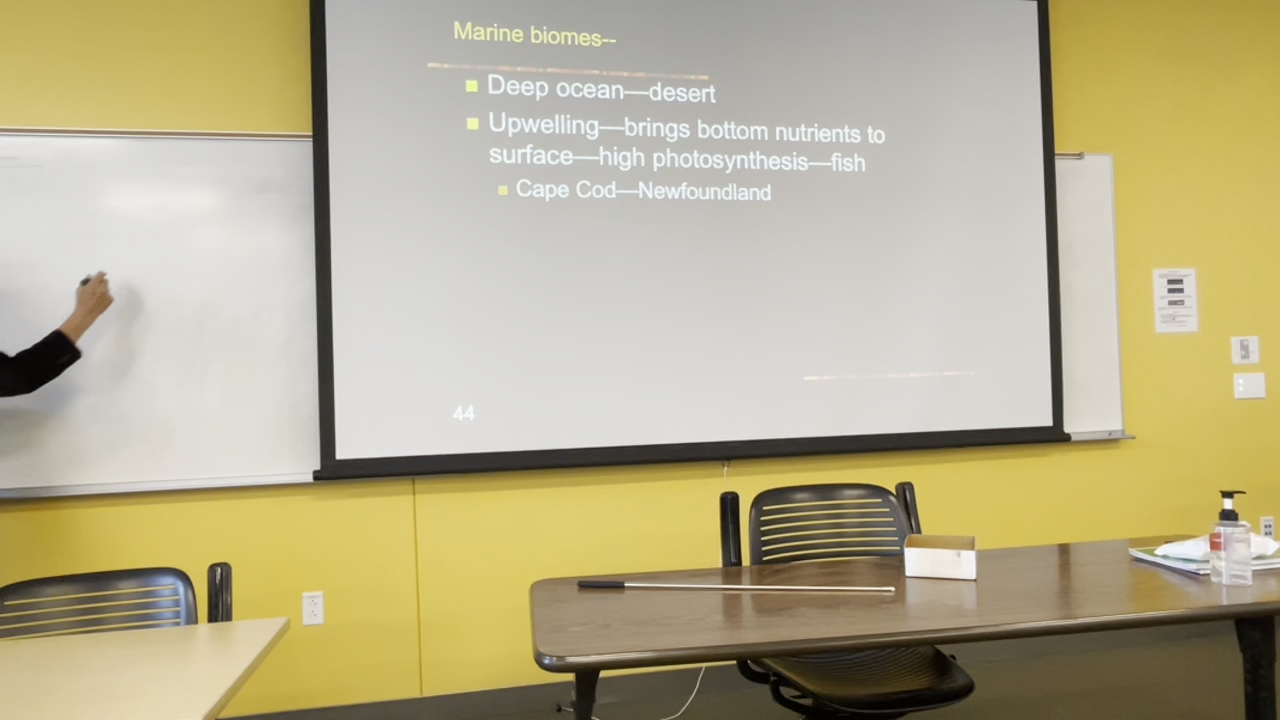 Marine biomes--
Deep ocean—desert
Upwelling—brings bottom nutrients to
surface—high photosynthesis—fish
Cape Cod—Newfoundland
44